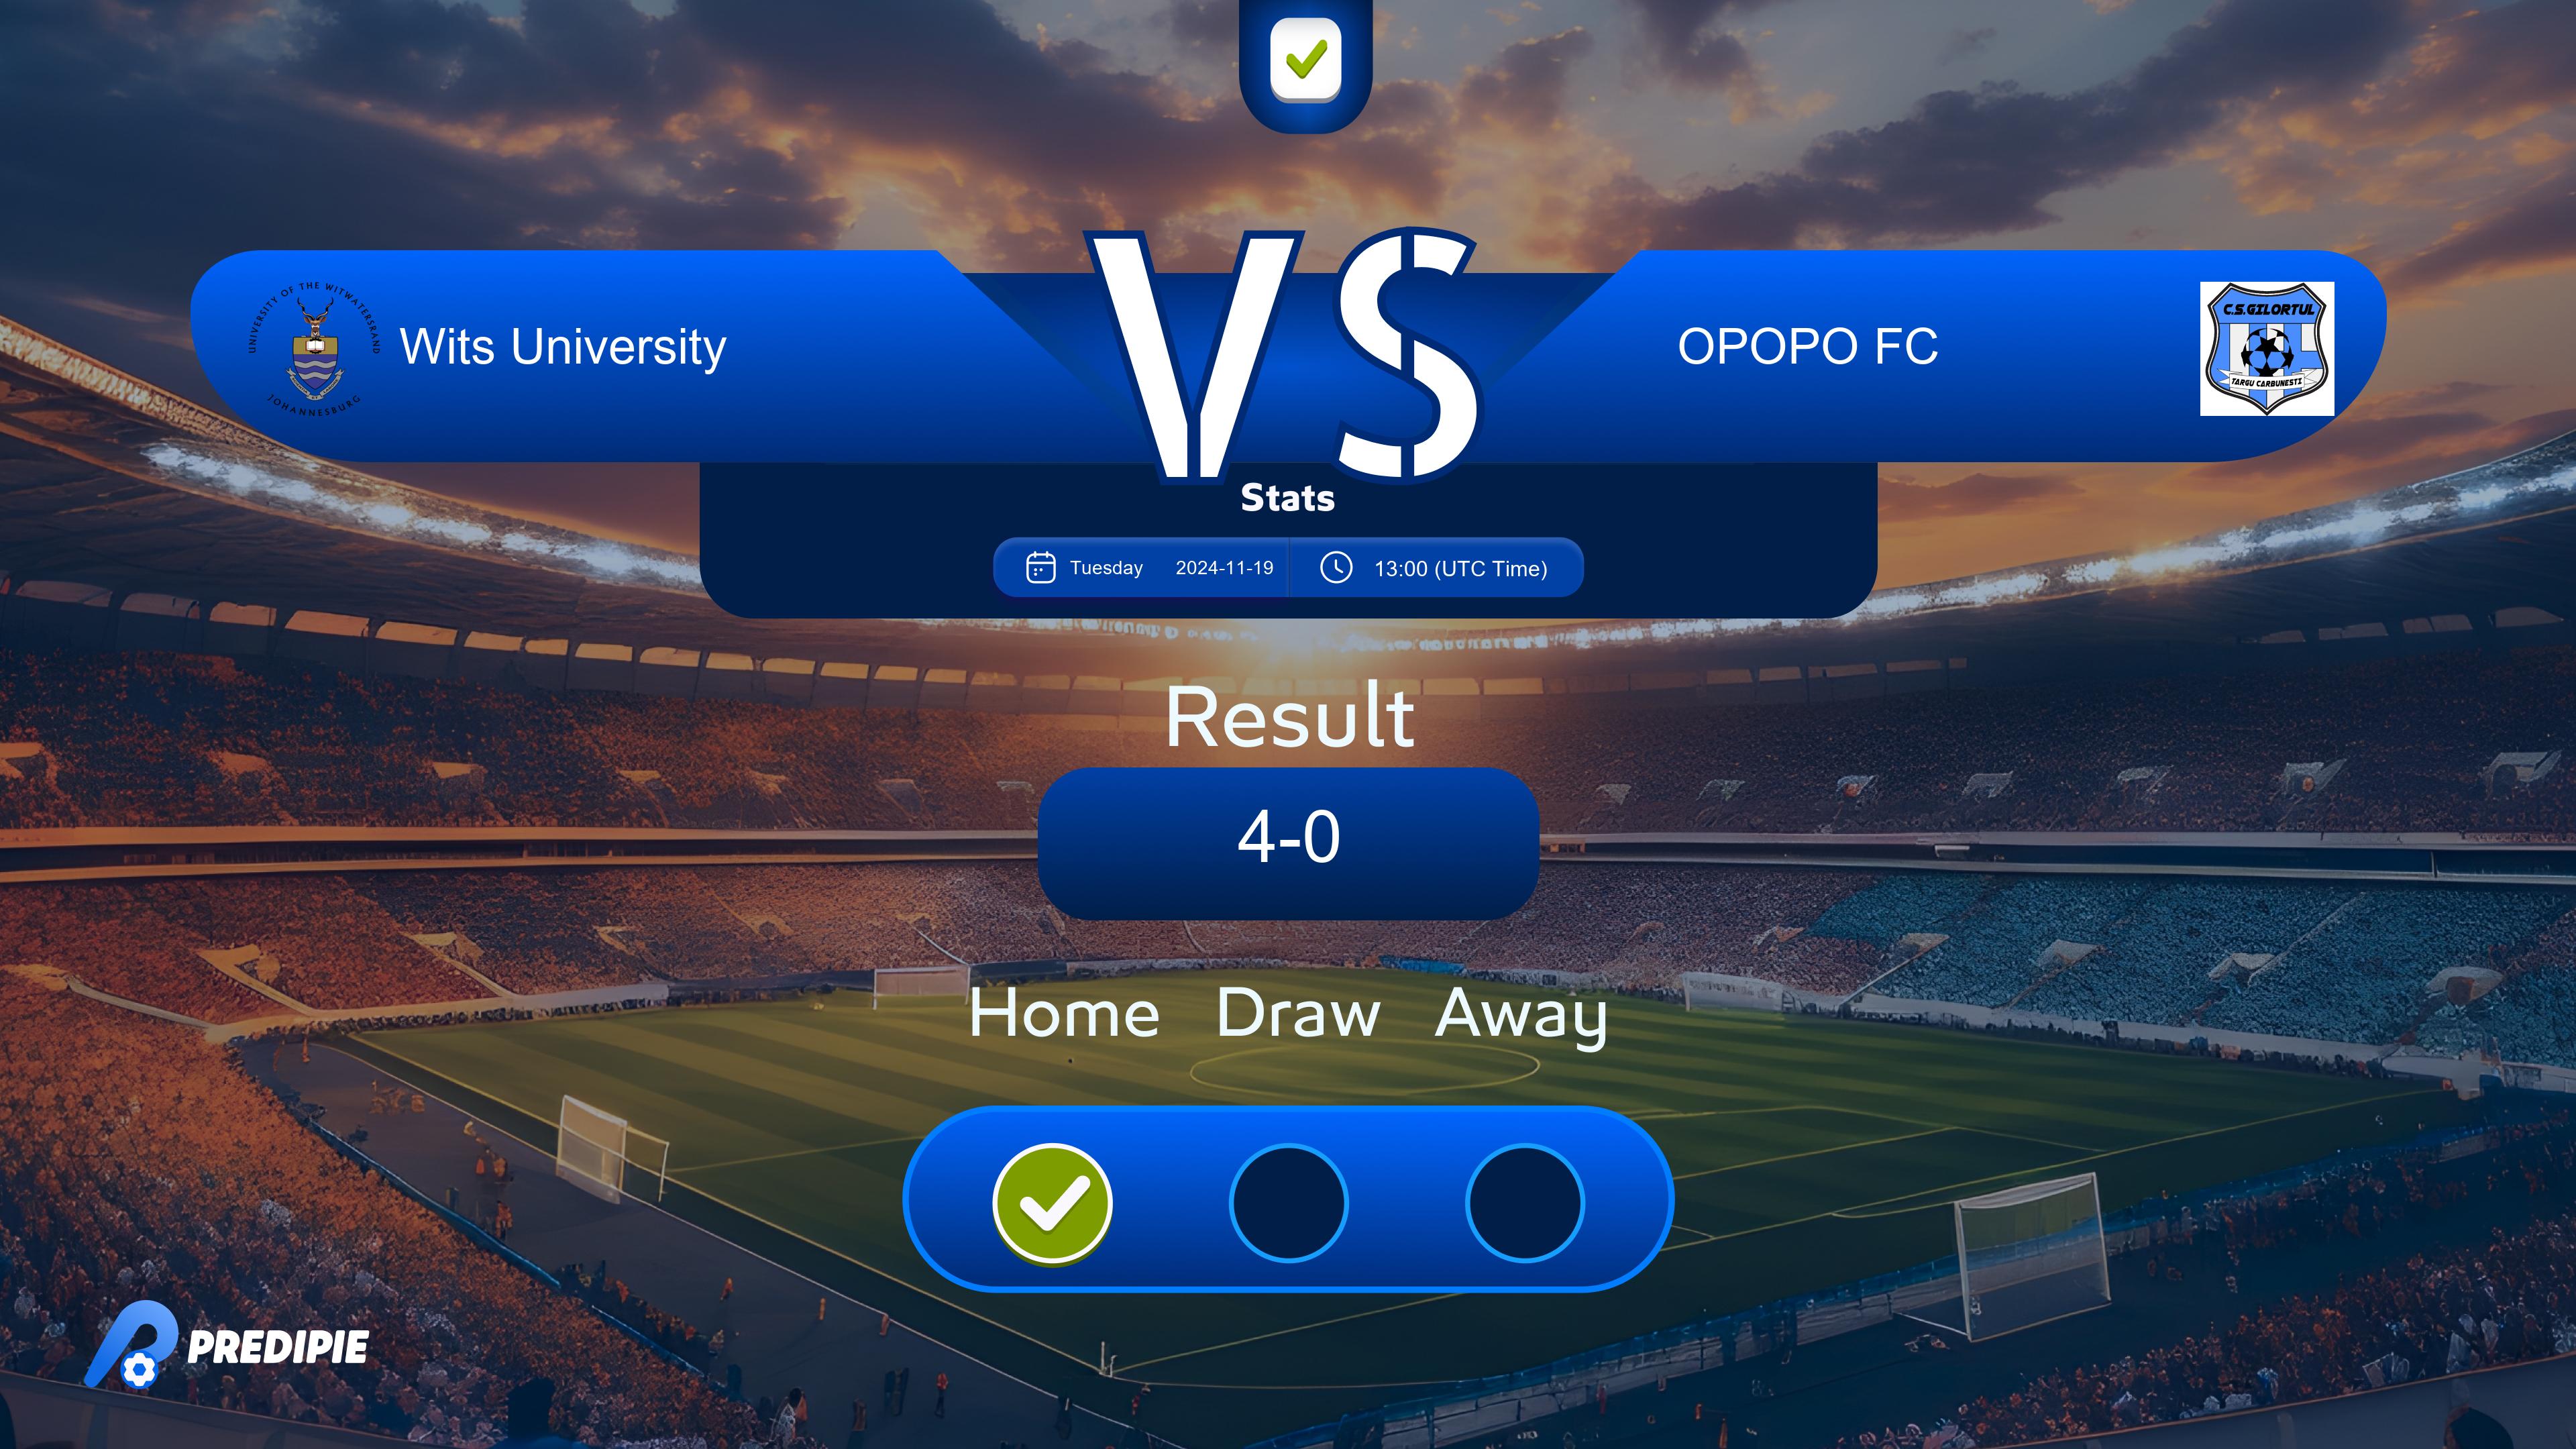 VS
UNIVERSITY OF THE WITWATERSRAND
JOHANNESBURG
Wits University
OPOPO FC
C.S.GILORTUL
TARGU CARBUNESTI
Stats
Tuesday 2024-11-19 13:00 (UTC Time)
Result
4-0
Home Draw Away
PREDIPIE